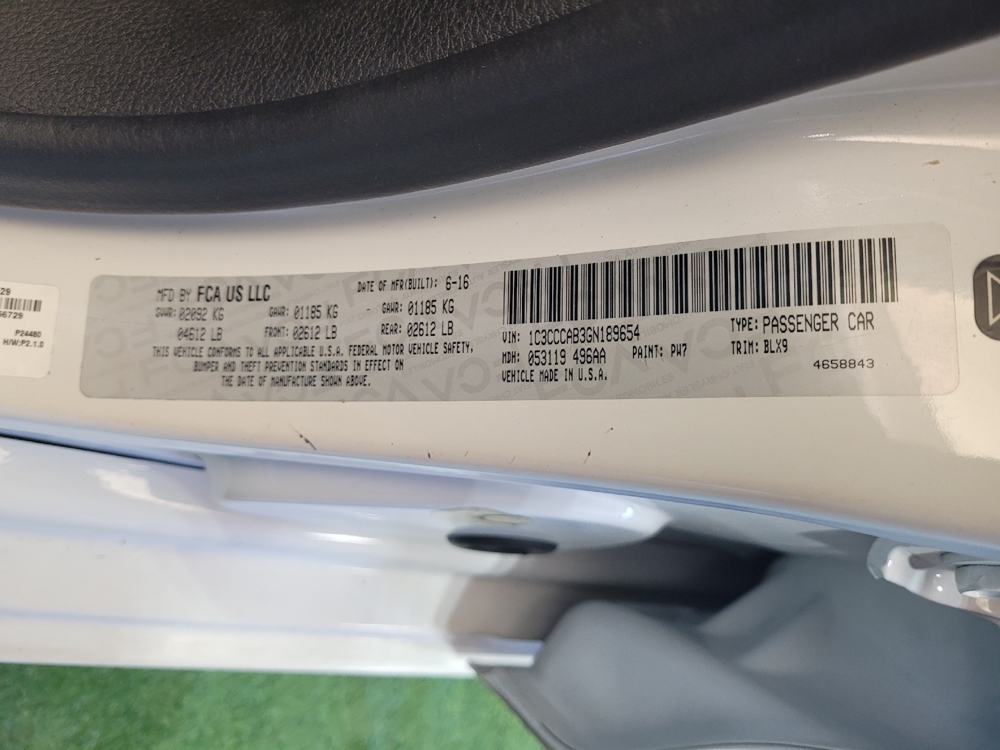 29
56729
P24480
H/W:P2.1.0
MFD BY FCA US LLC
DATE OF MFR(BUILT): 6-16
GVWR: 02092 KG GAWR: 01185 KG - GAWR: 01185 KG
04612 LB FRONT: 02612 LB REAR: 02612 LB
THIS VEHICLE CONFORMS TO ALL APPLICABLE U.S.A. FEDERAL MOTOR VEHICLE SAFETY,
BUMPER AND THEFT PREVENTION STANDARDS IN EFFECT ON
THE DATE OF MANUFACTURE SHOWN ABOVE.
VIN: 1C3CCCAB3GN189654 TYPE: PASSENGER CAR
MDH: 053119 496AA PAINT: PW7 TRIM: BLX9
VEHICLE MADE IN U.S.A. 4658843